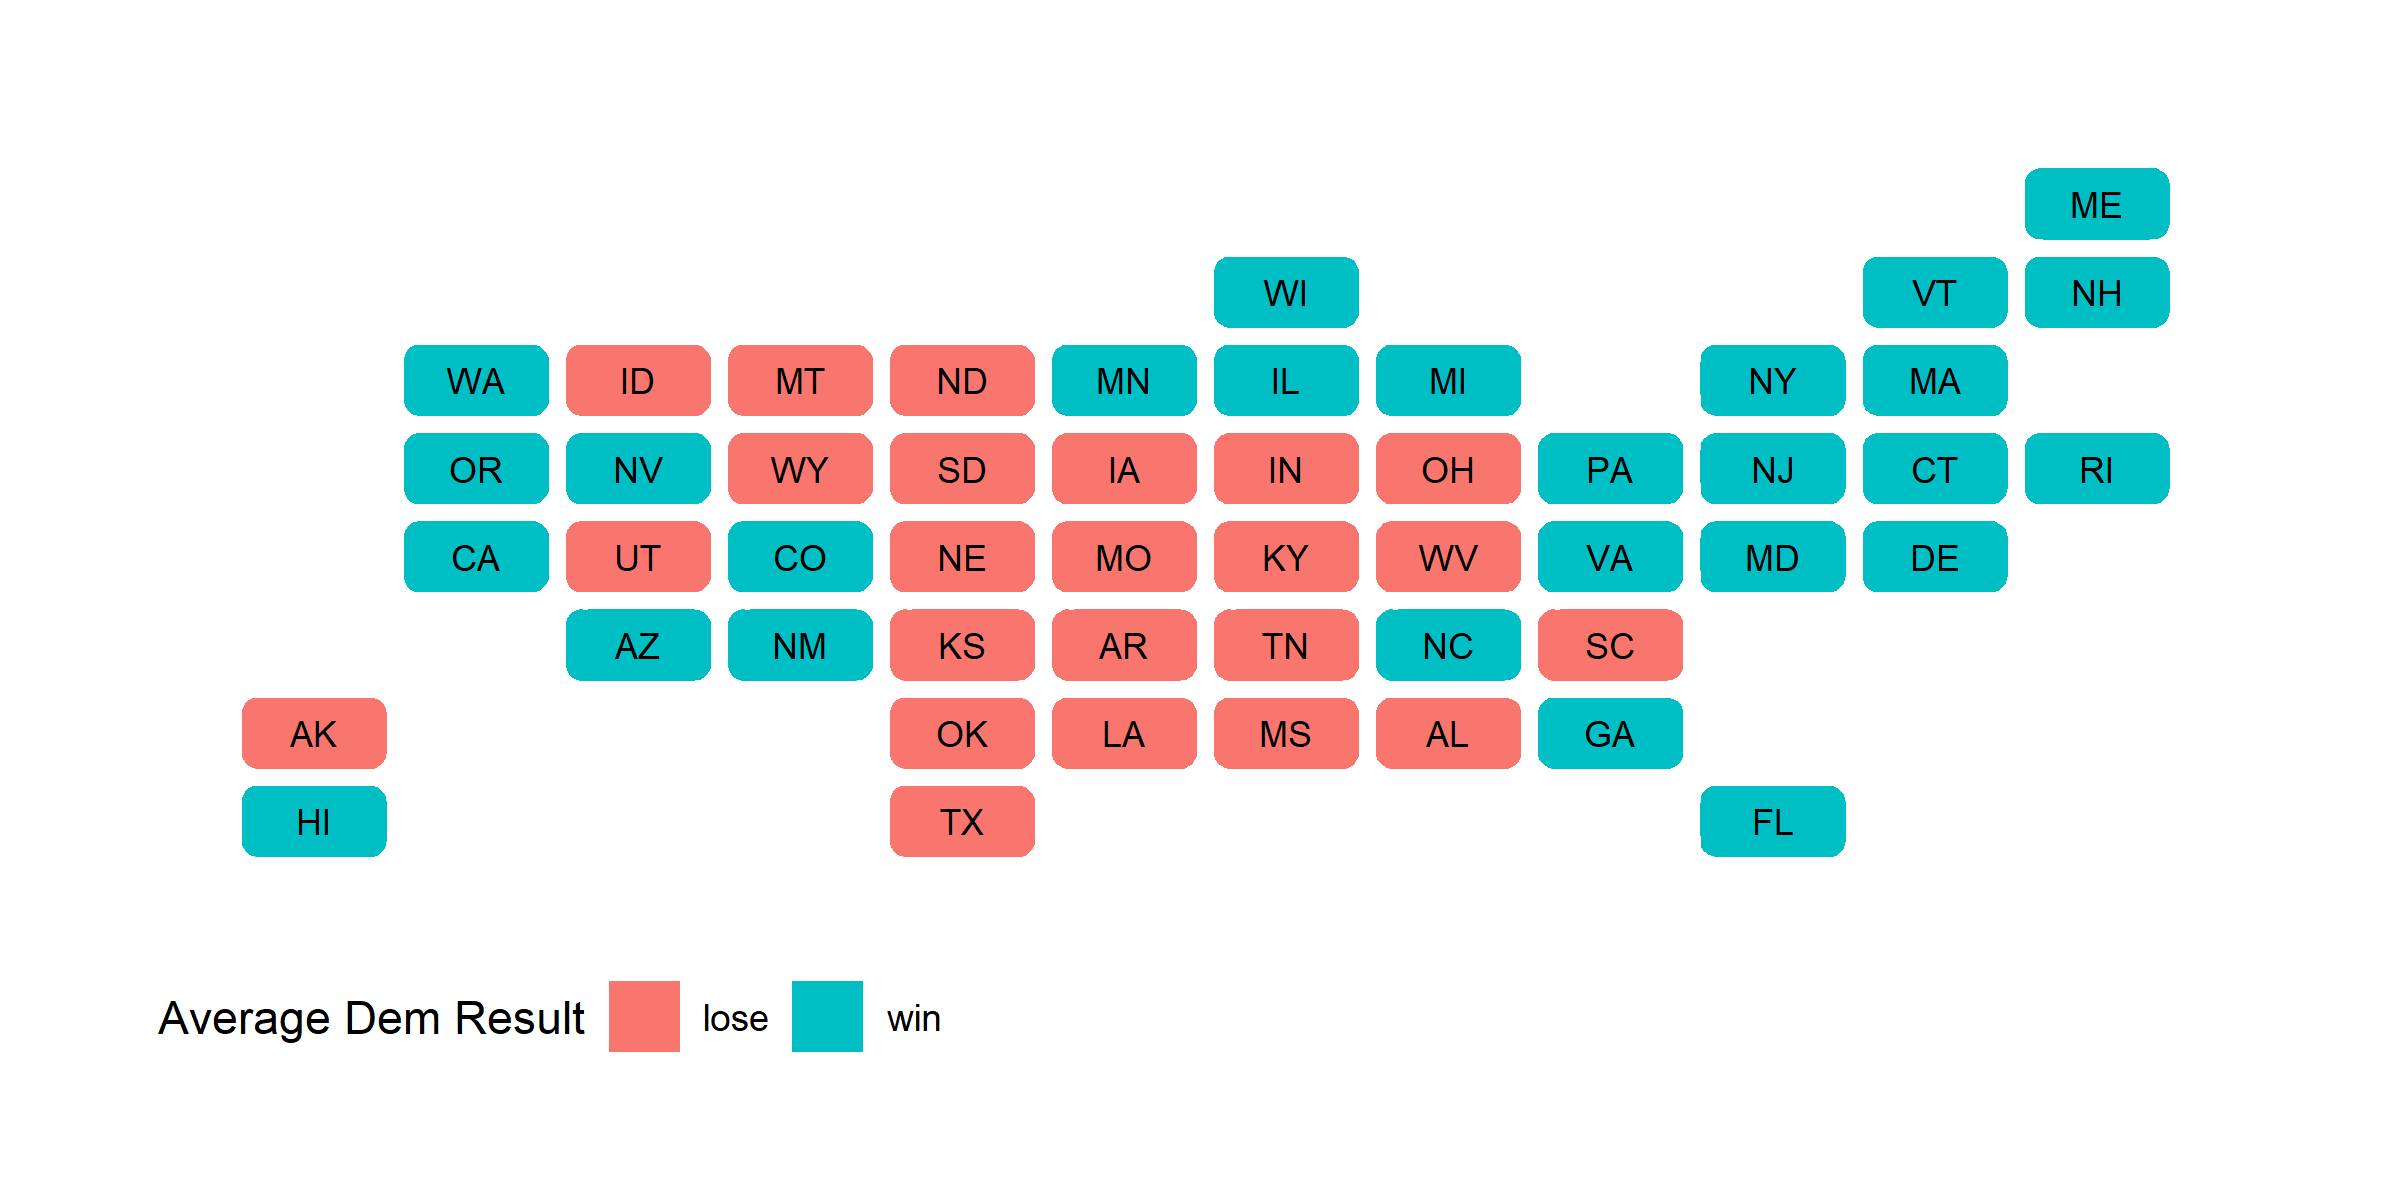 ME
WI VT NH
WA ID MT ND MN IL MI NY MA
OR NV WY SD IA IN OH PA NJ CT RI
CA UT CO NE MO KY WV VA MD DE
AZ NM KS AR TN NC SC
AK OK LA MS AL GA
HI TX FL
Average Dem Result lose win